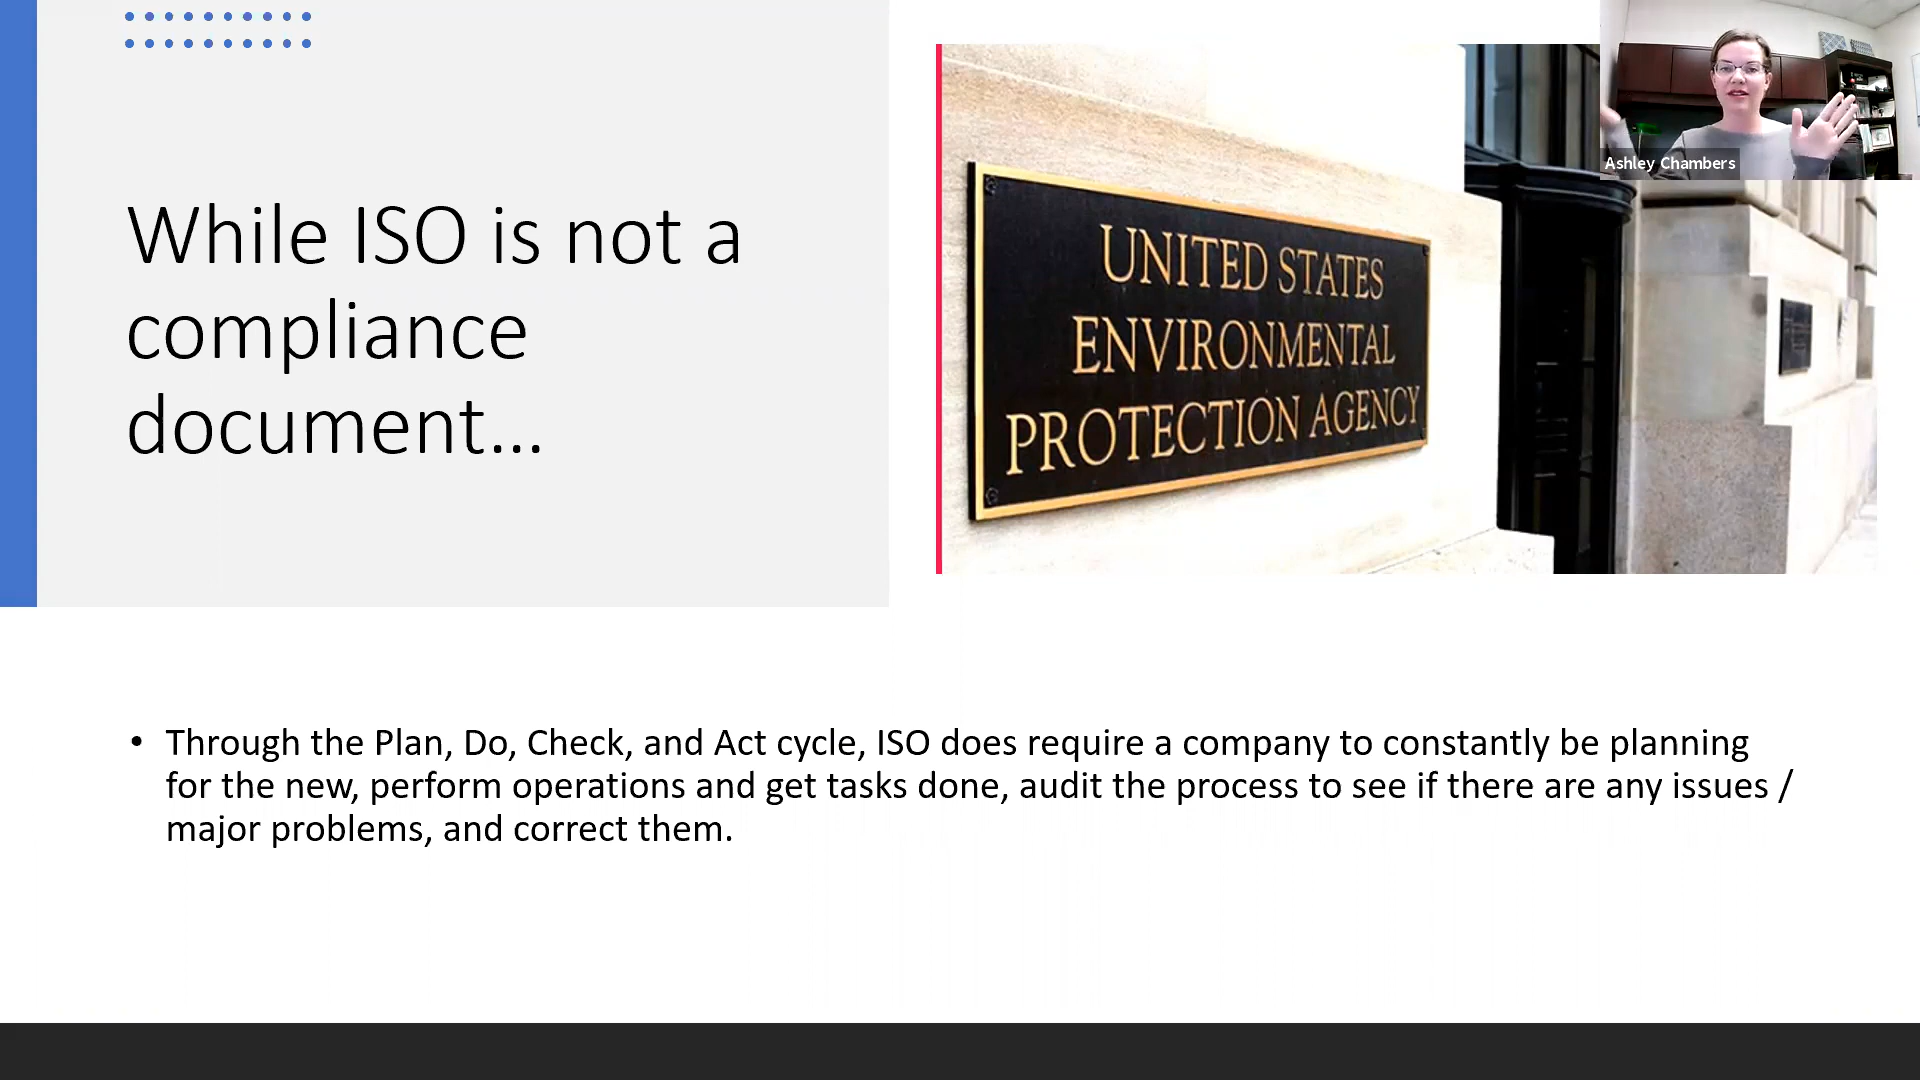 While ISO is not a
compliance
document...
UNITED STATES
ENVIRONMENTAL
PROTECTION AGENCY
Ashley Chambers
• Through the Plan, Do, Check, and Act cycle, ISO does require a company to constantly be planning
for the new, perform operations and get tasks done, audit the process to see if there are any issues /
major problems, and correct them.